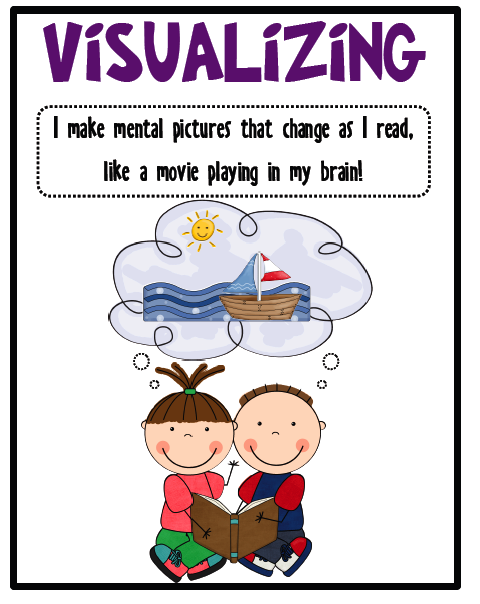 VISUALIZING
I make mental pictures that change as I read,
like a movie playing in my brain!